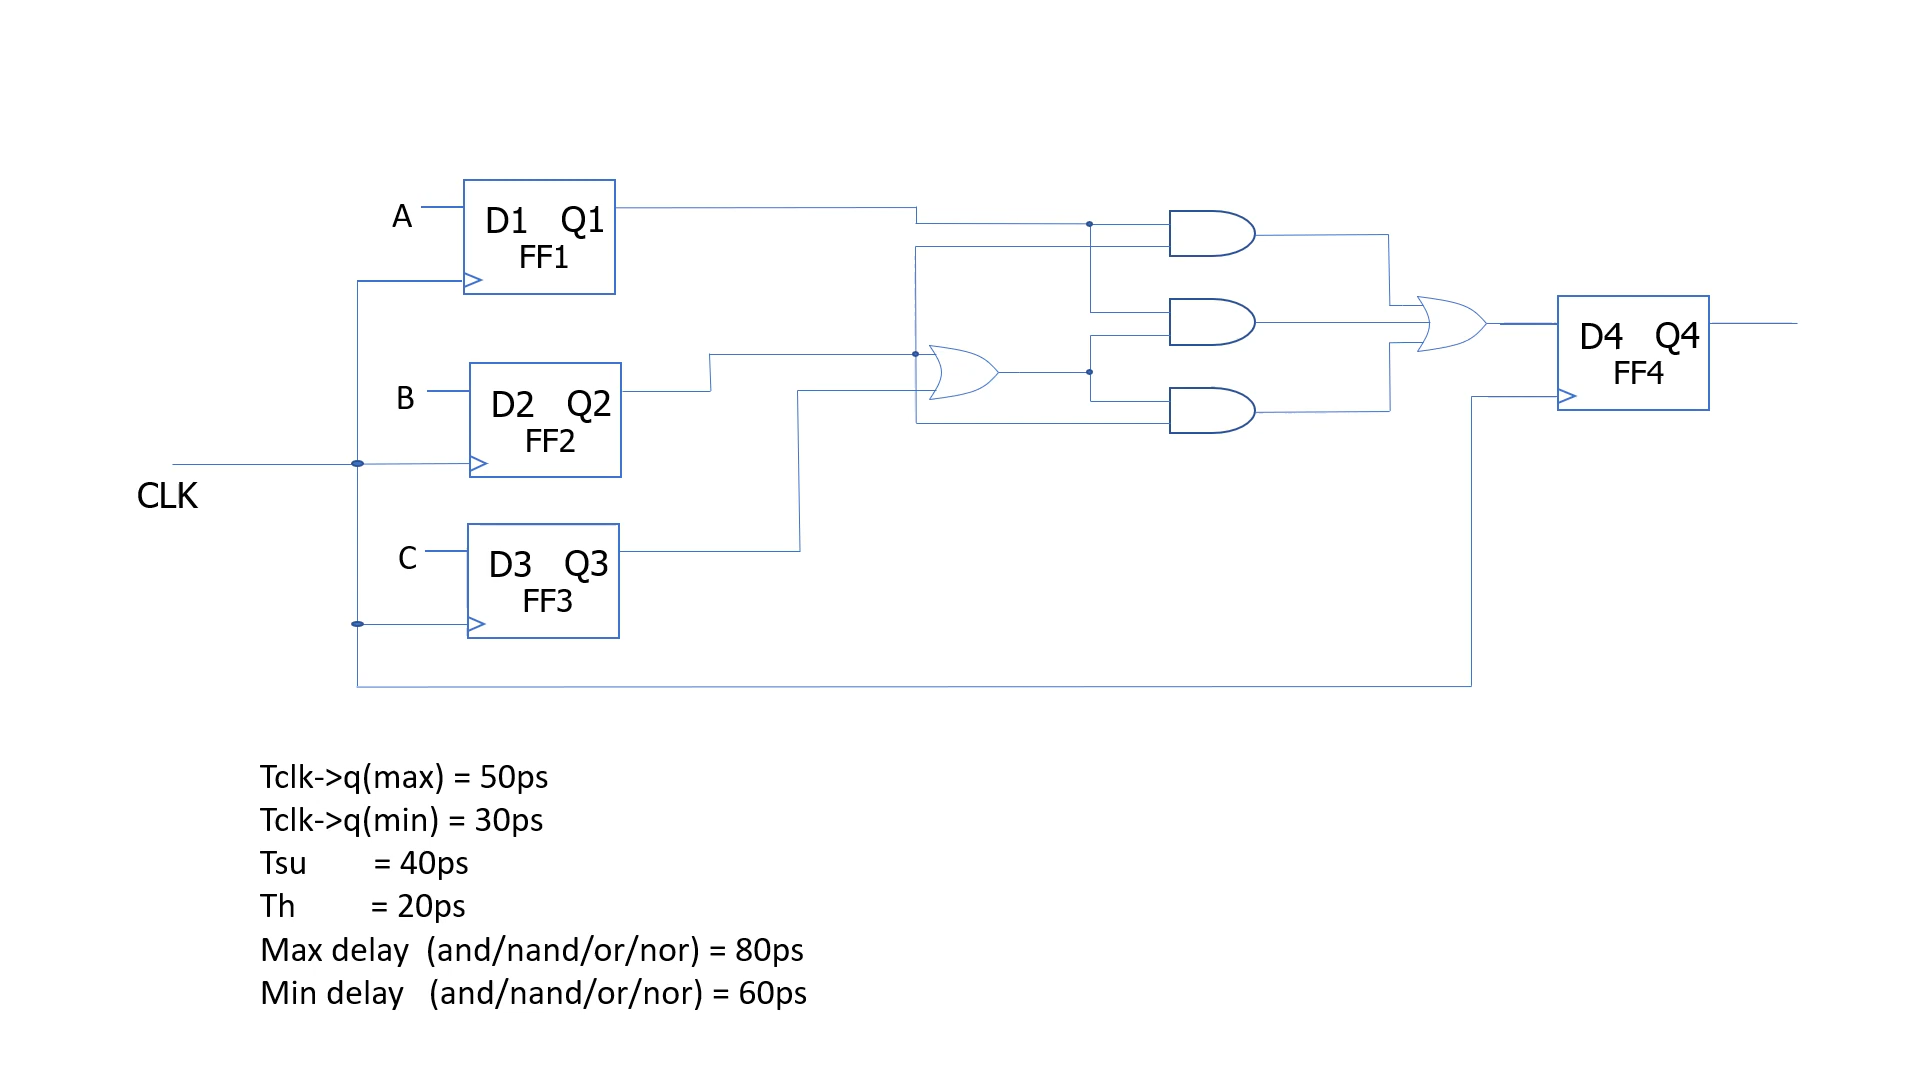 A
D1 Q1
FF1
B
D2 Q2
FF2
CLK
C
D3 Q3
FF3
D4 Q4
FF4
Tclk->q(max) = 50ps
Tclk->q(min) = 30ps
Tsu = 40ps
Th = 20ps
Max delay (and/nand/or/nor) = 80ps
Min delay (and/nand/or/nor) = 60ps